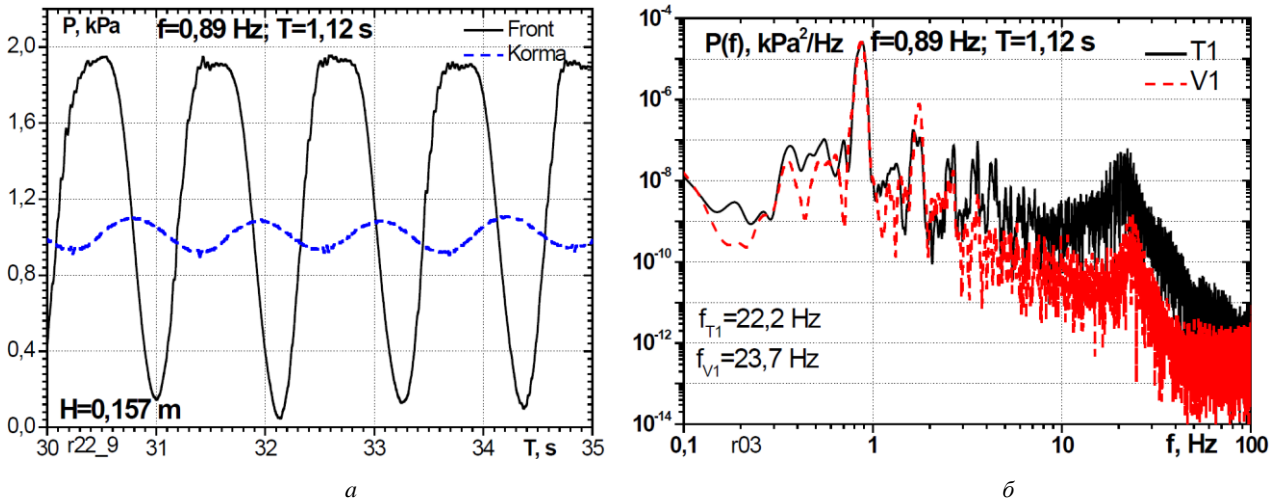 P, kPa
f=0,89 Hz; T=1,12 s
Front
Korma
2,0
1,6
1,2
0,8
0,4
0,0
H=0,157 m
30 31 32 33 34 35
r22_9
T, s
а
P(f), kPa²/Hz
f=0,89 Hz; T=1,12 s
T1
V1
10⁻⁴
10⁻⁶
10⁻⁸
10⁻¹⁰
10⁻¹²
10⁻¹⁴
f_T1=22,2 Hz
f_V1=23,7 Hz
0,1 1 10 100
r03
f, Hz
б